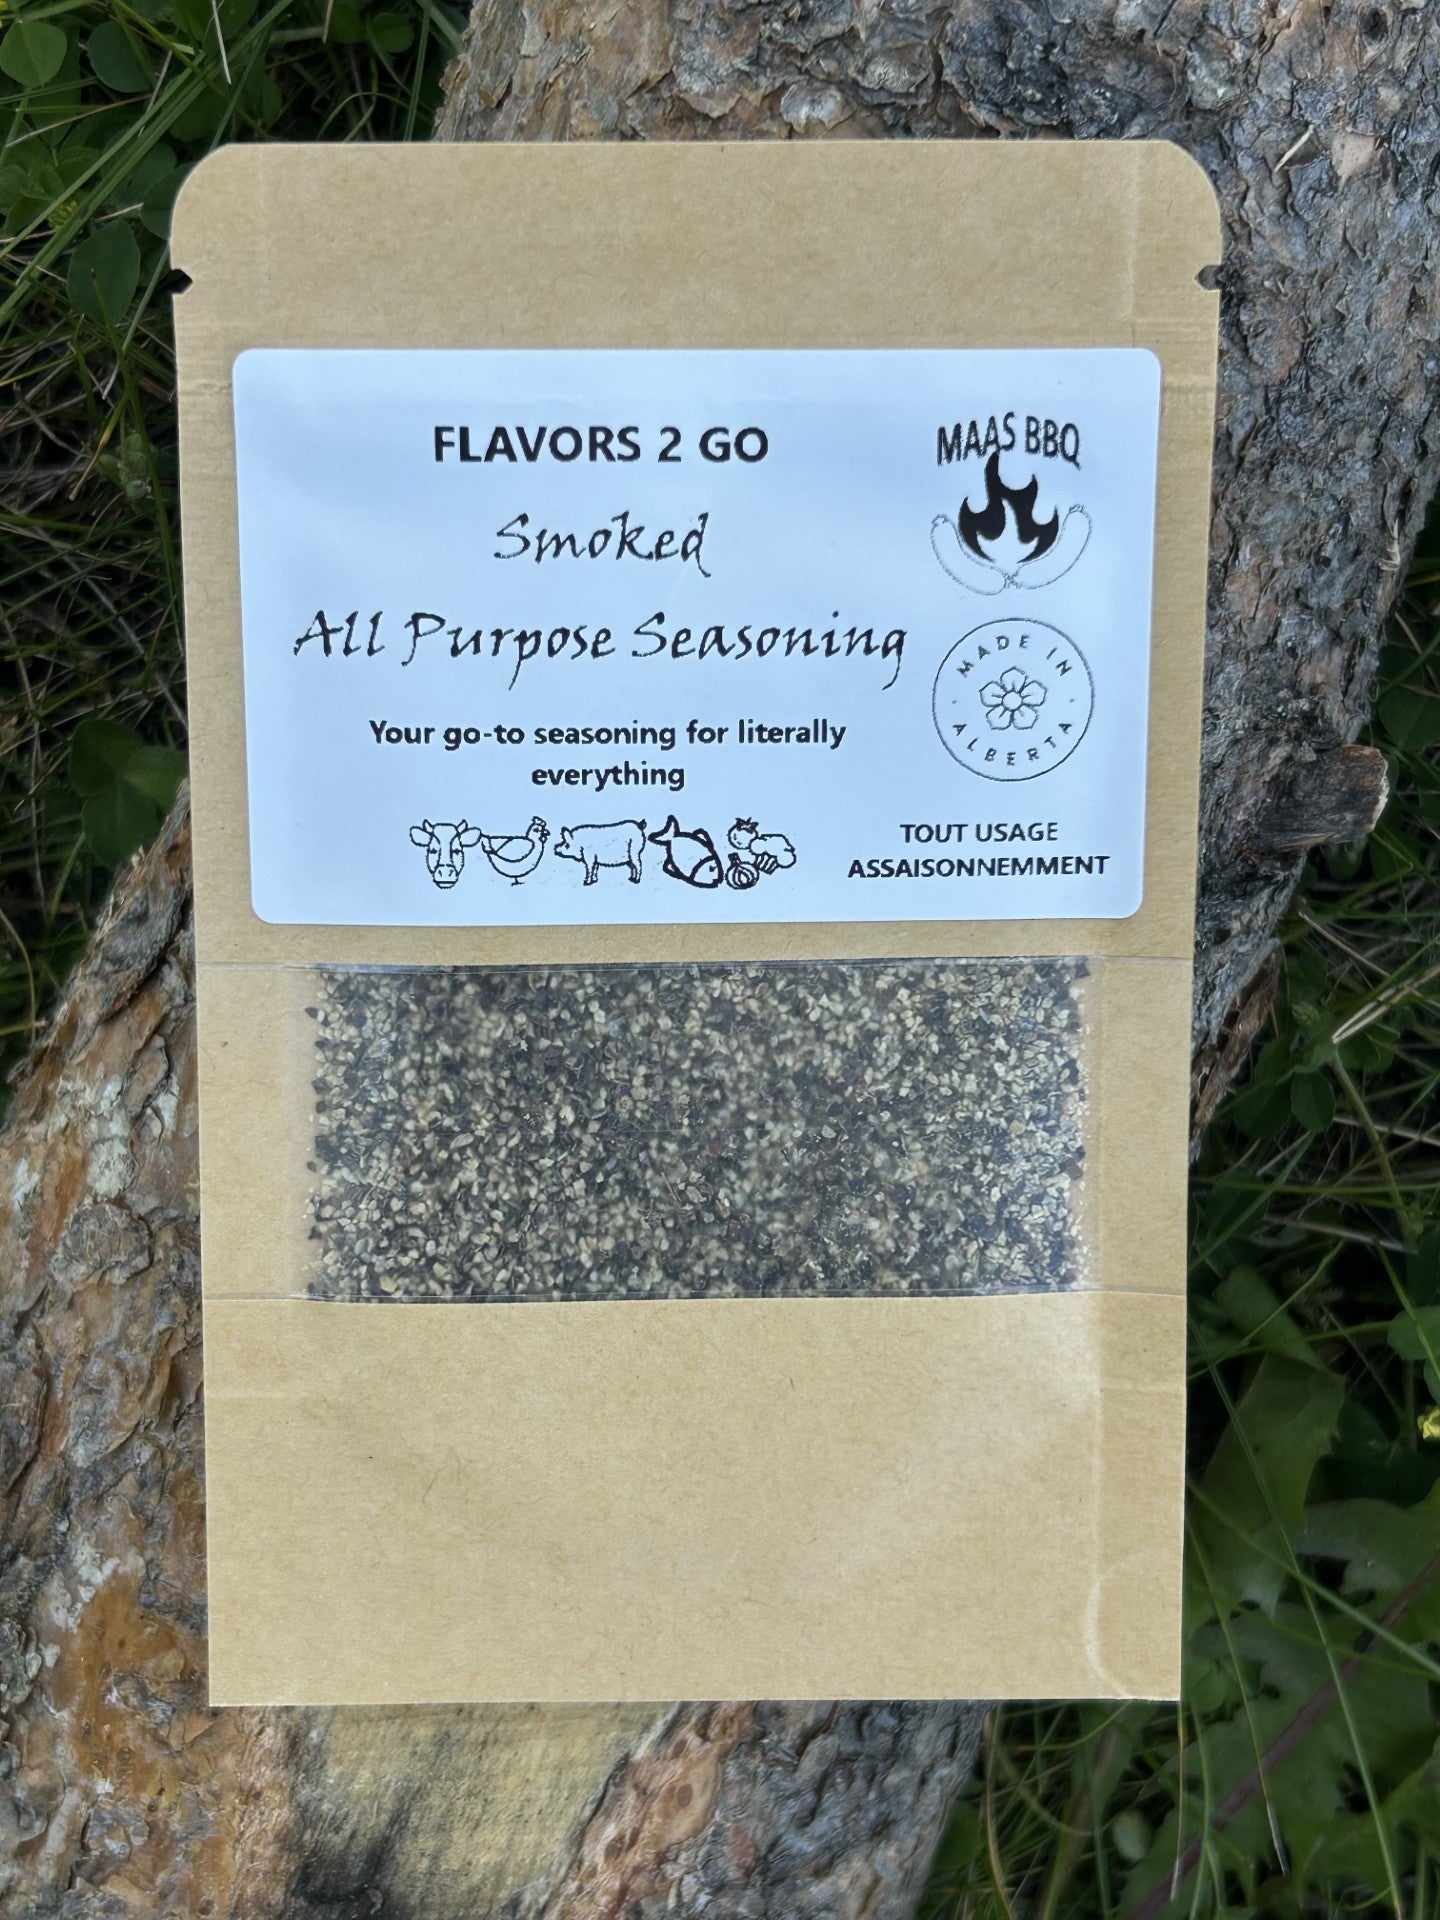 FLAVORS 2 GO
MAAS BBQ
Smoked
All Purpose Seasoning
MADE IN
ALBERTA
Your go-to seasoning for literally
everything
TOUT USAGE
ASSAISONNEMMENT